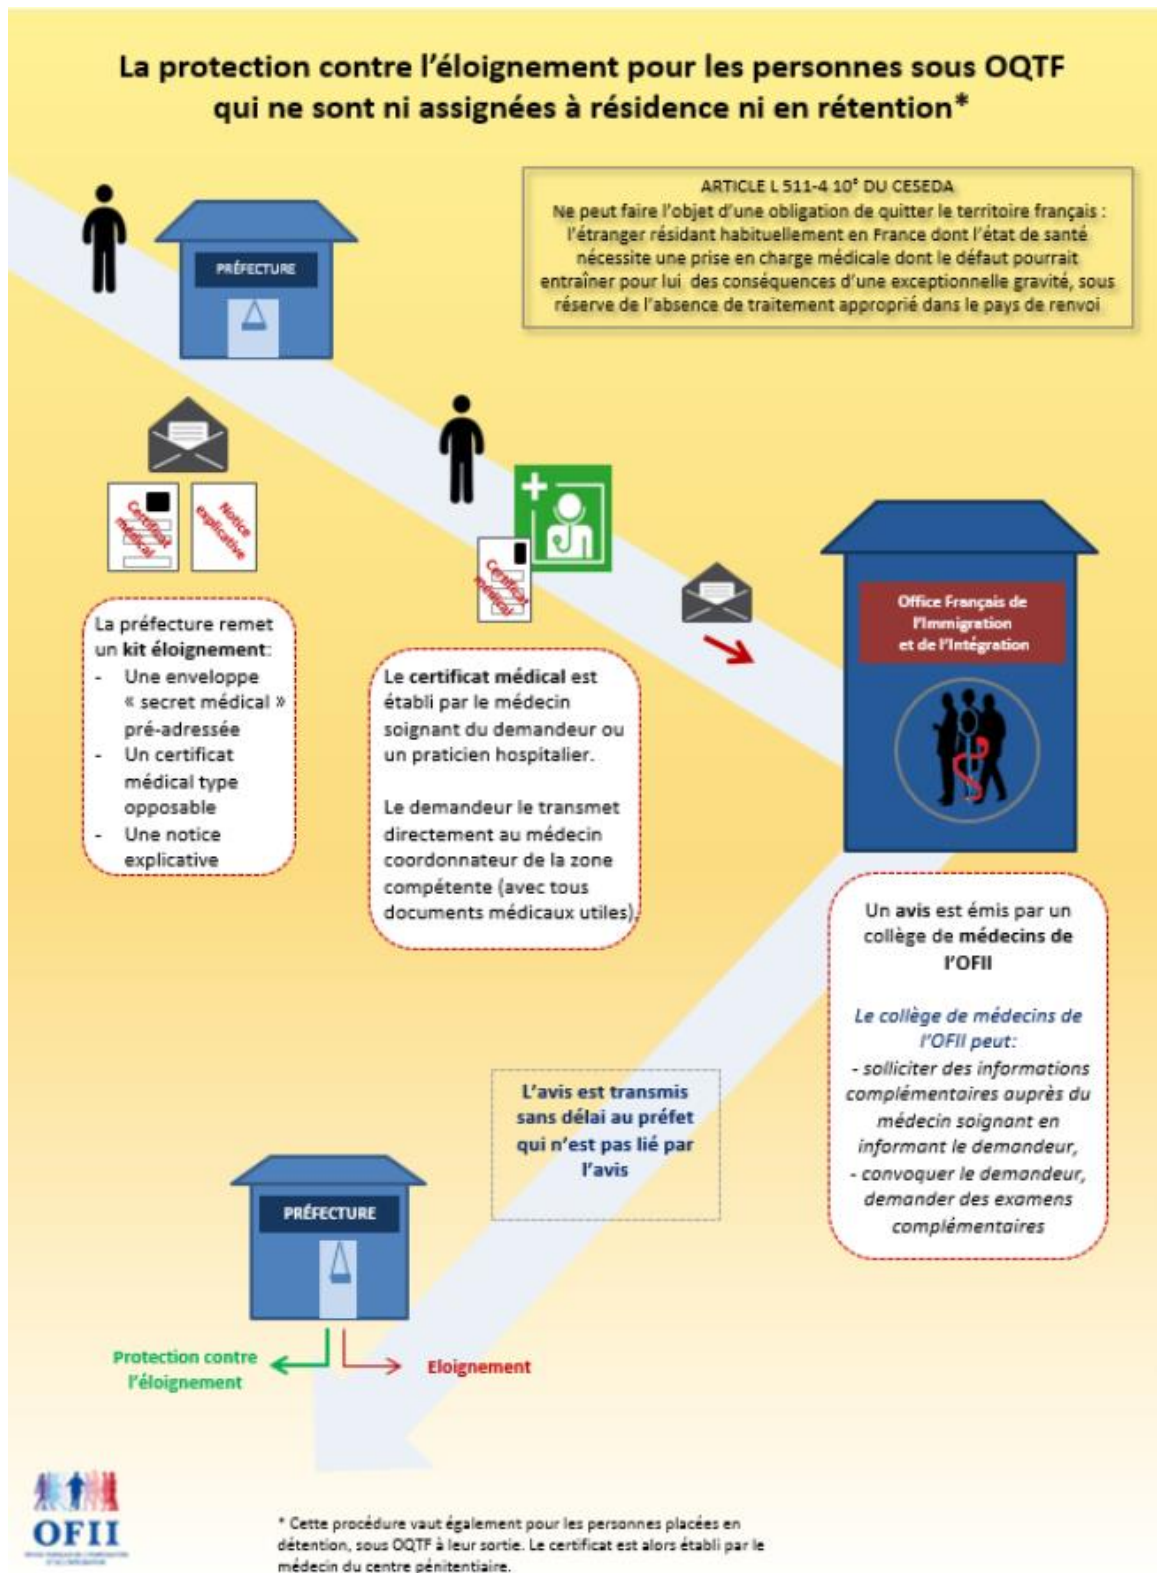 La protection contre l'éloignement pour les personnes sous OQTF
qui ne sont ni assignées à résidence ni en rétention*
ARTICLE L 511-4 10° DU CESEDA
Ne peut faire l'objet d'une obligation de quitter le territoire français :
l'étranger résidant habituellement en France dont l'état de santé
nécessite une prise en charge médicale dont le défaut pourrait
entraîner pour lui des conséquences d'une exceptionnelle gravité, sous
réserve de l'absence de traitement approprié dans le pays de renvoi
PRÉFECTURE
Certificat
médical
Notice
explicative
La préfecture remet
un kit éloignement:
- Une enveloppe
« secret médical »
pré-adressée
- Un certificat
médical type
opposable
- Une notice
explicative
Certificat
médical
Le certificat médical est
établi par le médecin
soignant du demandeur ou
un praticien hospitalier.
Le demandeur le transmet
directement au médecin
coordonnateur de la zone
compétente (avec tous
documents médicaux utiles).
Office Français de
l'Immigration
et de l'Intégration
Un avis est émis par un
collège de médecins de
l'OFII
Le collège de médecins de
l'OFII peut:
- solliciter des informations
complémentaires auprès du
médecin soignant en
informant le demandeur,
- convoquer le demandeur,
demander des examens
complémentaires
L'avis est transmis
sans délai au préfet
qui n'est pas lié par
l'avis
PRÉFECTURE
Protection contre
l'éloignement
Eloignement
OFII
* Cette procédure vaut également pour les personnes placées en
détention, sous OQTF à leur sortie. Le certificat est alors établi par le
médecin du centre pénitentiaire.